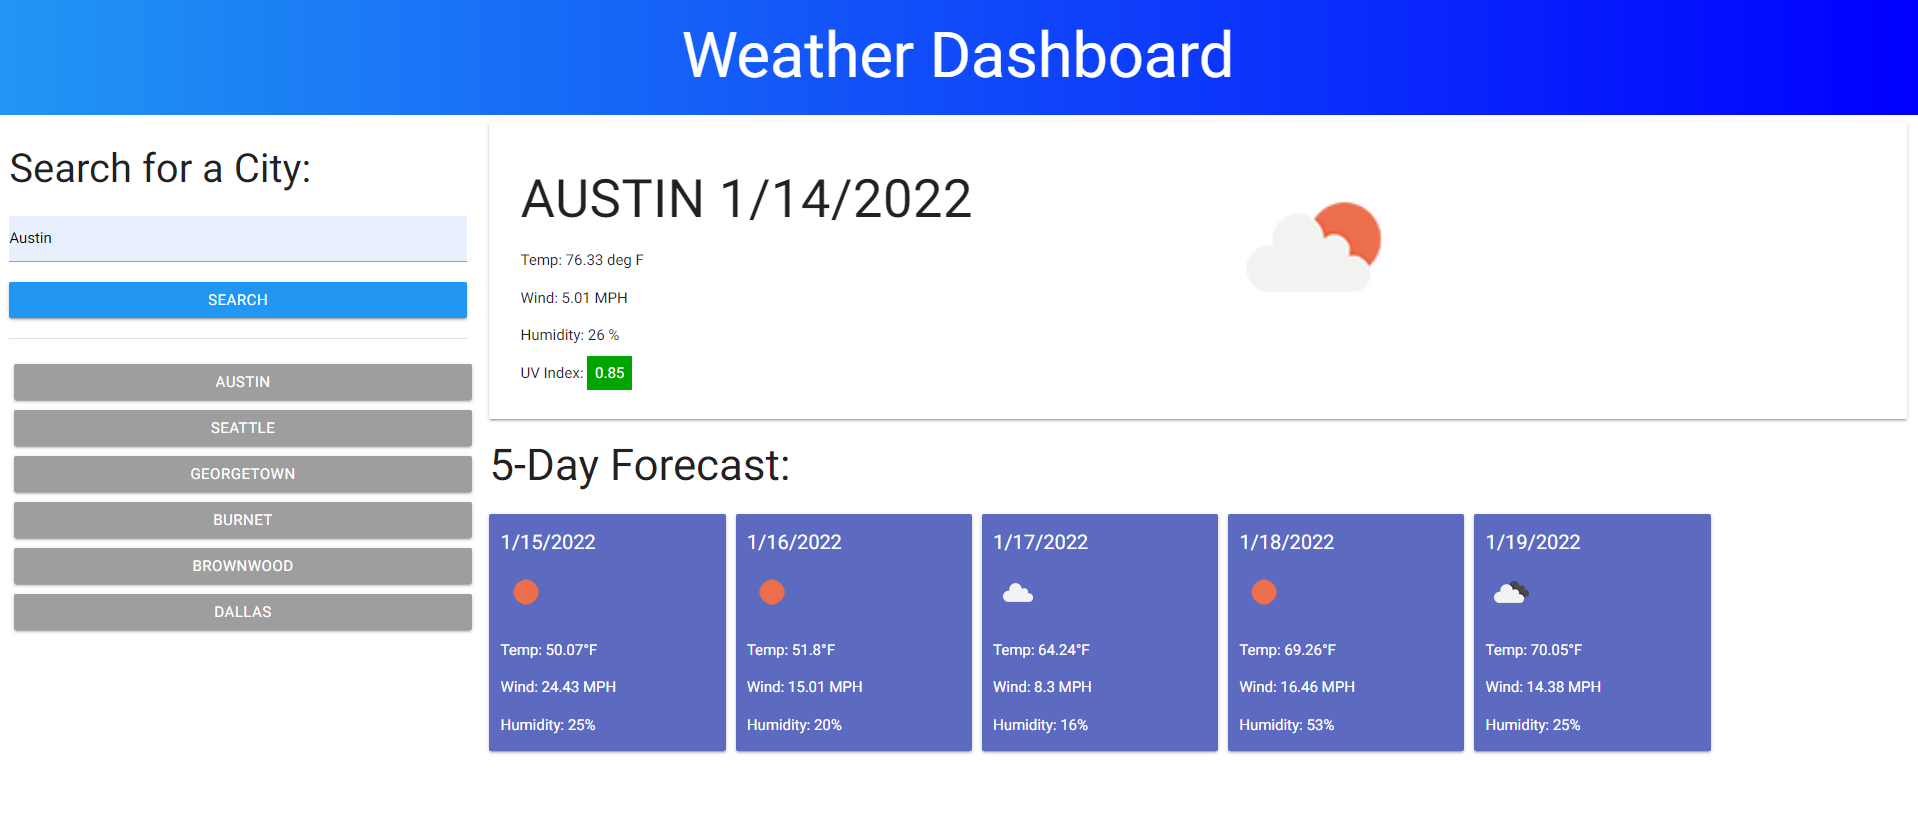 Weather Dashboard
Search for a City:
Austin
SEARCH
AUSTIN
SEATTLE
GEORGETOWN
BURNET
BROWNWOOD
DALLAS
AUSTIN 1/14/2022
Temp: 76.33 deg F
Wind: 5.01 MPH
Humidity: 26 %
UV Index: 0.85
5-Day Forecast:
1/15/2022
Temp: 50.07°F
Wind: 24.43 MPH
Humidity: 25%
1/16/2022
Temp: 51.8°F
Wind: 15.01 MPH
Humidity: 20%
1/17/2022
Temp: 64.24°F
Wind: 8.3 MPH
Humidity: 16%
1/18/2022
Temp: 69.26°F
Wind: 16.46 MPH
Humidity: 53%
1/19/2022
Temp: 70.05°F
Wind: 14.38 MPH
Humidity: 25%